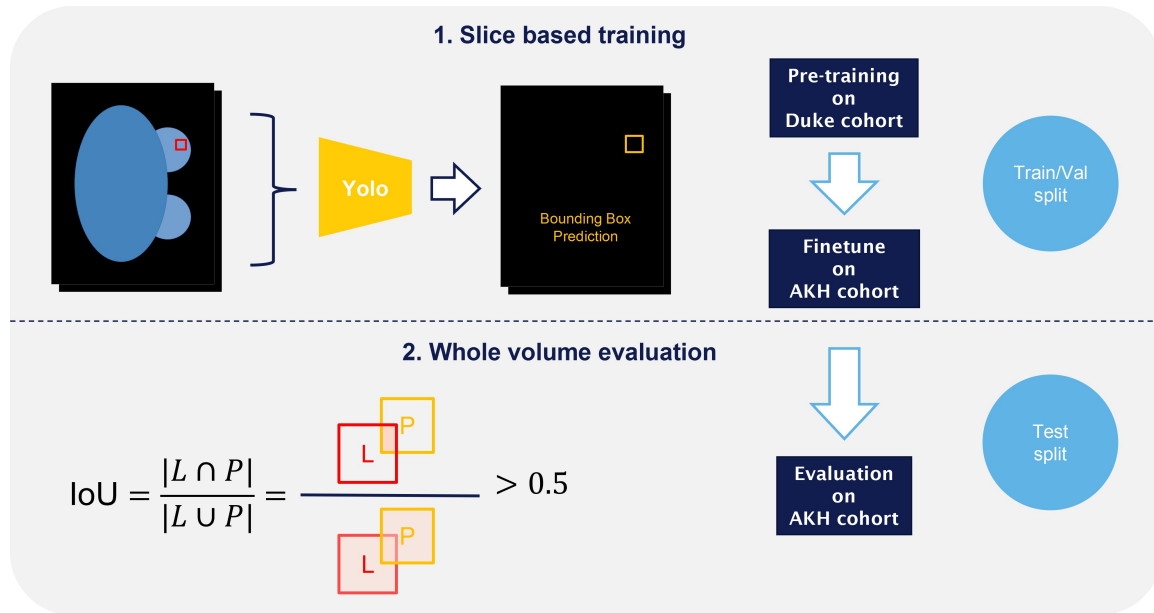 1. Slice based training
Yolo
Bounding Box
Prediction
Pre-training
on
Duke cohort
Finetune
on
AKH cohort
Train/Val
split
2. Whole volume evaluation
IoU = |L ∩ P| / |L ∪ P| = > 0.5
L
P
L
P
Evaluation
on
AKH cohort
Test
split